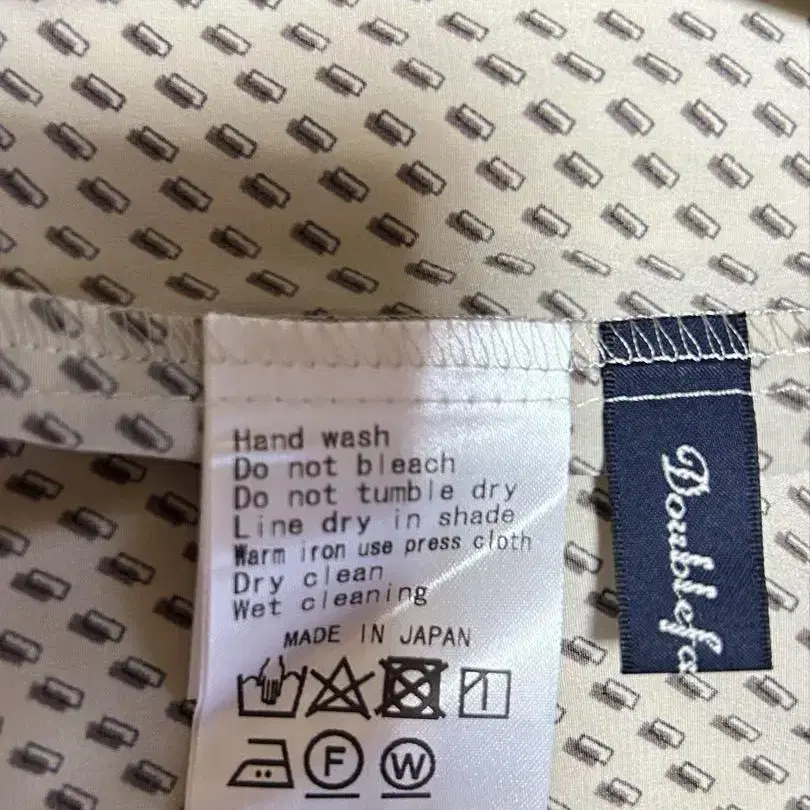 Hand wash
Do not bleach
Do not tumble dry
Line dry in shade
Warm iron use press cloth
Dry clean
Wet cleaning
MADE IN JAPAN
F
W